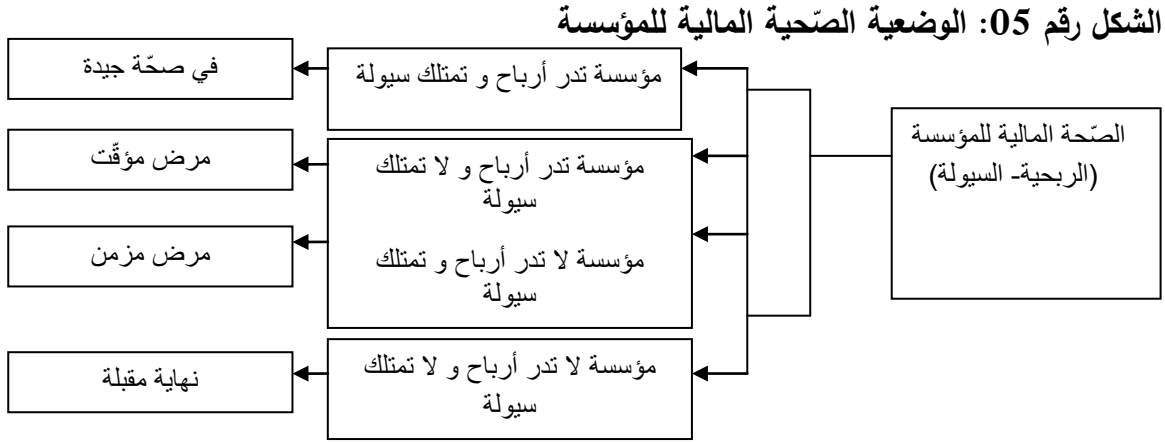 الشكل رقم 05: الوضعية الصّحية المالية للمؤسسة
الصّحة المالية للمؤسسة
(الربحية- السيولة)
مؤسسة تدر أرباح و تمتلك سيولة
في صحّة جيدة
مؤسسة تدر أرباح و لا تمتلك
سيولة
مرض مؤقّت
مؤسسة لا تدر أرباح و تمتلك
سيولة
مرض مزمن
مؤسسة لا تدر أرباح و لا تمتلك
سيولة
نهاية مقبلة